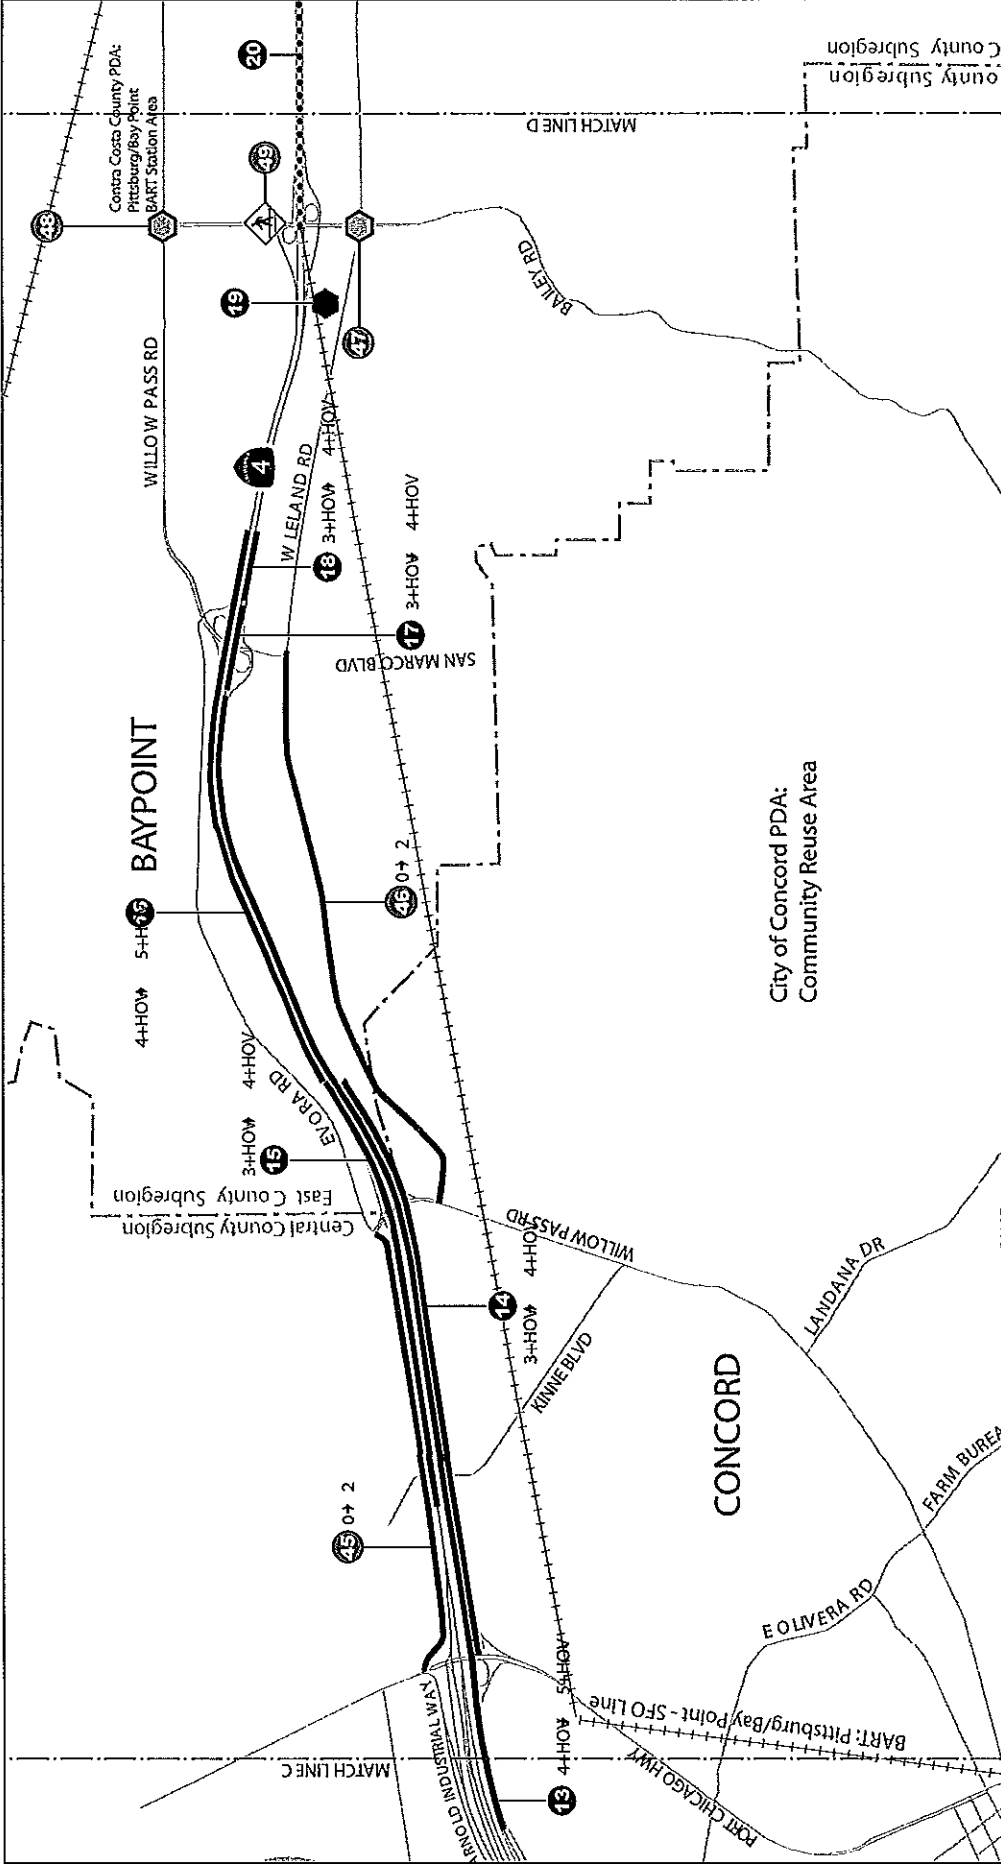 48
Contra Costa County PDA:
Pittsburg/Bay Point
BART Station Area
49
20
MATCH LINE D
County Subregion
ounty Subregion
WILLOW PASS RD
19
47
BAILEY RD
4
W LELAND RD
18 3+HOV→ 4+HOV
17 3+HOV→ 4+HOV
SAN MARCO BLVD
BAYPOINT
16
4+HOV→ 5+H
46 0→ 2
15
3+HOV→ 4+HOV
EVORA RD
East County Subregion
Central County Subregion
WILLOW PASS RD
14
3+HOV→ 4+HOV
KINNE BLVD
City of Concord PDA:
Community Reuse Area
CONCORD
LANDANA DR
FARM BUREA
E OLIVERA RD
45 0→ 2
ARNOLD INDUSTRIAL WAY
MATCH LINE C
13 4+HOV→ 5+HOV
PORT CHICAGO HWY
BART: Pittsburg/Bay Point - SFO Line